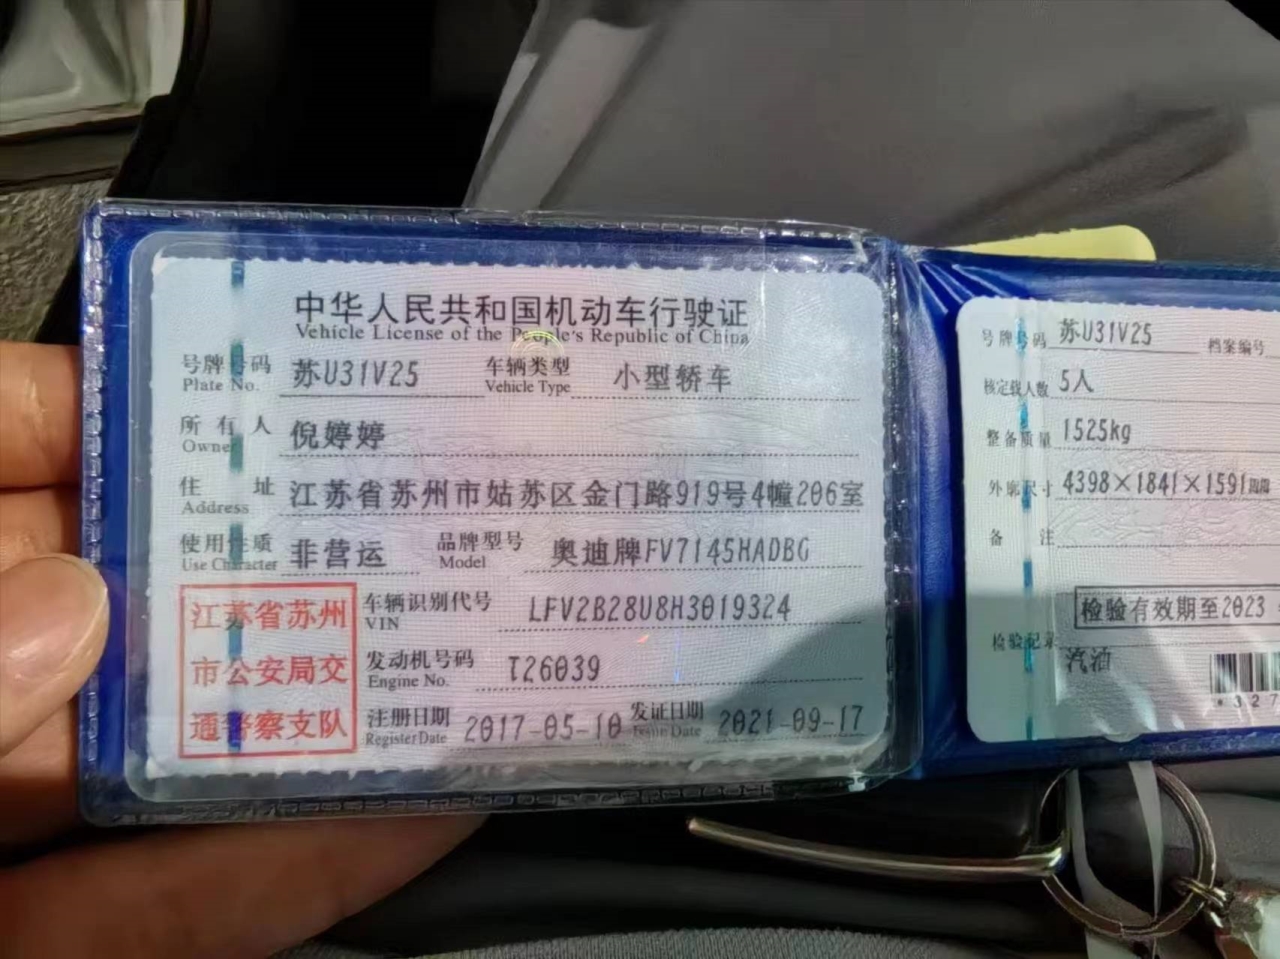 中华人民共和国机动车行驶证
Vehicle License of the People's Republic of China
号牌号码 苏U31V25 车辆类型 小型轿车
Plate No. Vehicle Type
所有人 倪婷婷
Owner
住址 江苏省苏州市姑苏区金门路919号4幢206室
Address
使用性质 非营运 品牌型号 奥迪牌FV7145HADBG
Use Character Model
江苏省苏州
市公安局交
通警察支队
车辆识别代号 LFV2B28U8H3019324
VIN
发动机号码 T26039
Engine No.
注册日期 2017-05-10 发证日期 2021-09-17
Register Date Issue Date
号牌号码 苏U31V25 档案编号
核定载人数 5人
整备质量 1525kg
外廓尺寸 4398×1841×1591
备注
检验有效期至2023
检验记录
汽油
*327